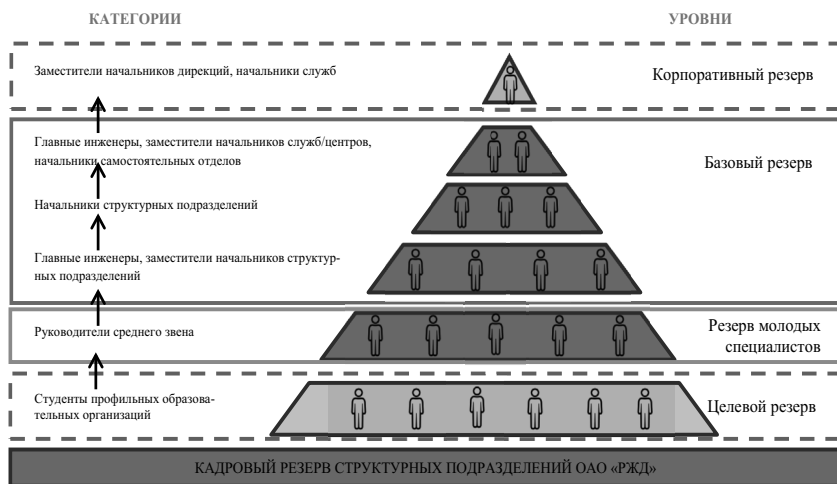 КАТЕГОРИИ
УРОВНИ
Заместители начальников дирекций, начальники служб
Корпоративный резерв
Главные инженеры, заместители начальников служб/центров,
начальники самостоятельных отделов
Базовый резерв
Начальники структурных подразделений
Главные инженеры, заместители начальников структур-
ных подразделений
Руководители среднего звена
Резерв молодых
специалистов
Студенты профильных образова-
тельных организаций
Целевой резерв
КАДРОВЫЙ РЕЗЕРВ СТРУКТУРНЫХ ПОДРАЗДЕЛЕНИЙ ОАО «РЖД»